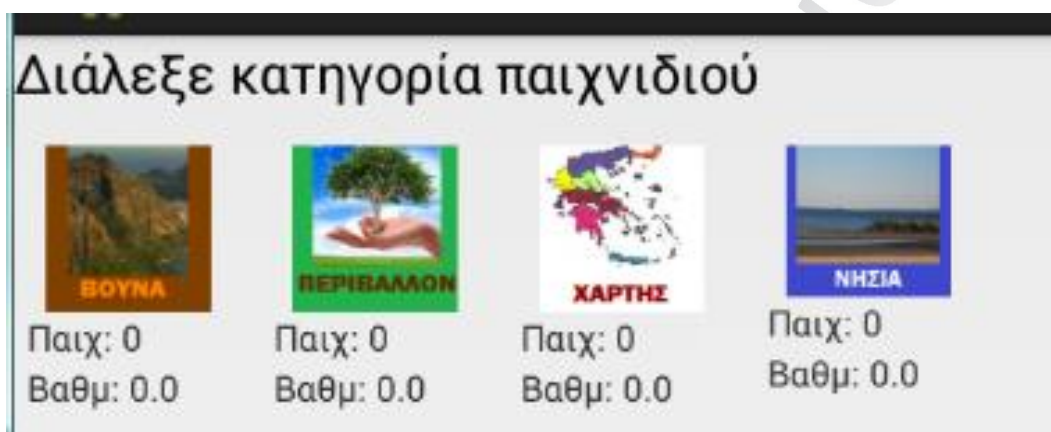 Διάλεξε κατηγορία παιχνιδιού
ΒΟΥΝΑ
ΠΕΡΙΒΑΛΛΟΝ
ΧΑΡΤΗΣ
ΝΗΣΙΑ
Παιχ: 0
Παιχ: 0
Παιχ: 0
Παιχ: 0
Βαθμ: 0.0
Βαθμ: 0.0
Βαθμ: 0.0
Βαθμ: 0.0